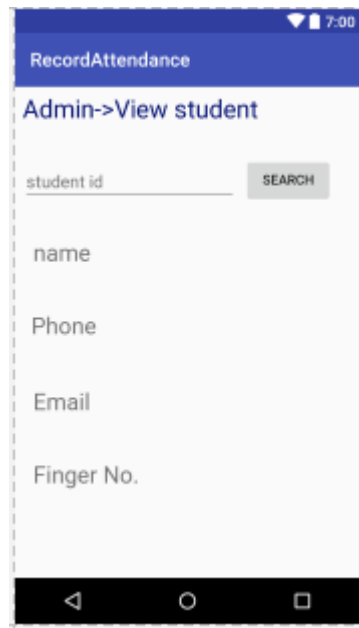 7:00
RecordAttendance
Admin->View student
student id SEARCH
name
Phone
Email
Finger No.